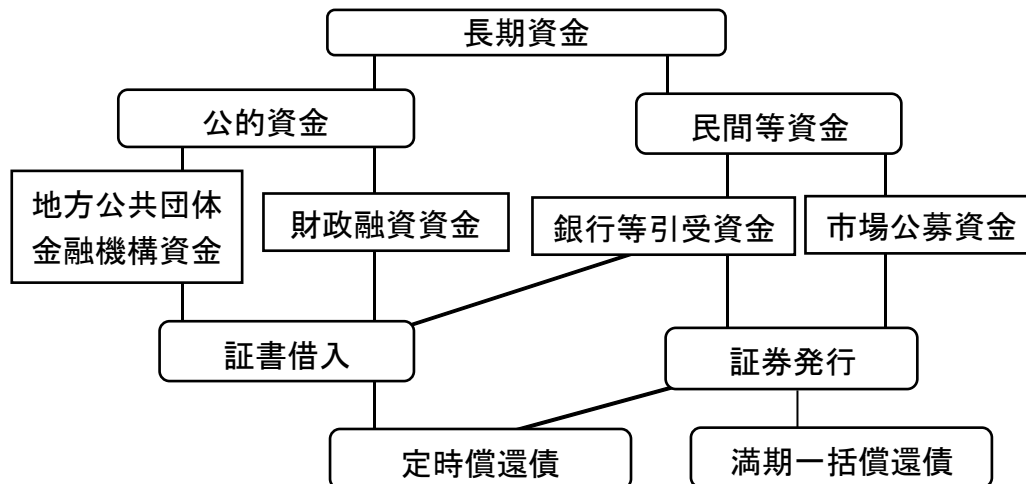 長期資金
公的資金
民間等資金
地方公共団体
金融機構資金
財政融資資金
銀行等引受資金
市場公募資金
証書借入
証券発行
定時償還債
満期一括償還債